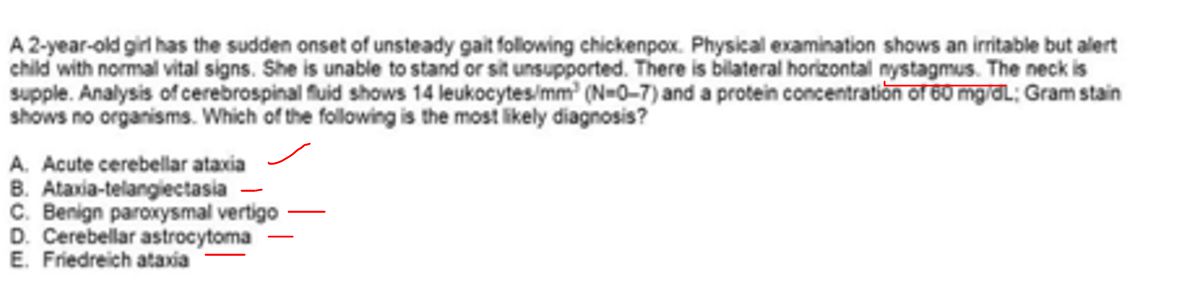 A 2-year-old girl has the sudden onset of unsteady gait following chickenpox. Physical examination shows an irritable but alert
child with normal vital signs. She is unable to stand or sit unsupported. There is bilateral horizontal nystagmus. The neck is
supple. Analysis of cerebrospinal fluid shows 14 leukocytes/mm³ (N=0–7) and a protein concentration of 60 mg/dL; Gram stain
shows no organisms. Which of the following is the most likely diagnosis?
A. Acute cerebellar ataxia
B. Ataxia-telangiectasia
C. Benign paroxysmal vertigo
D. Cerebellar astrocytoma
E. Friedreich ataxia